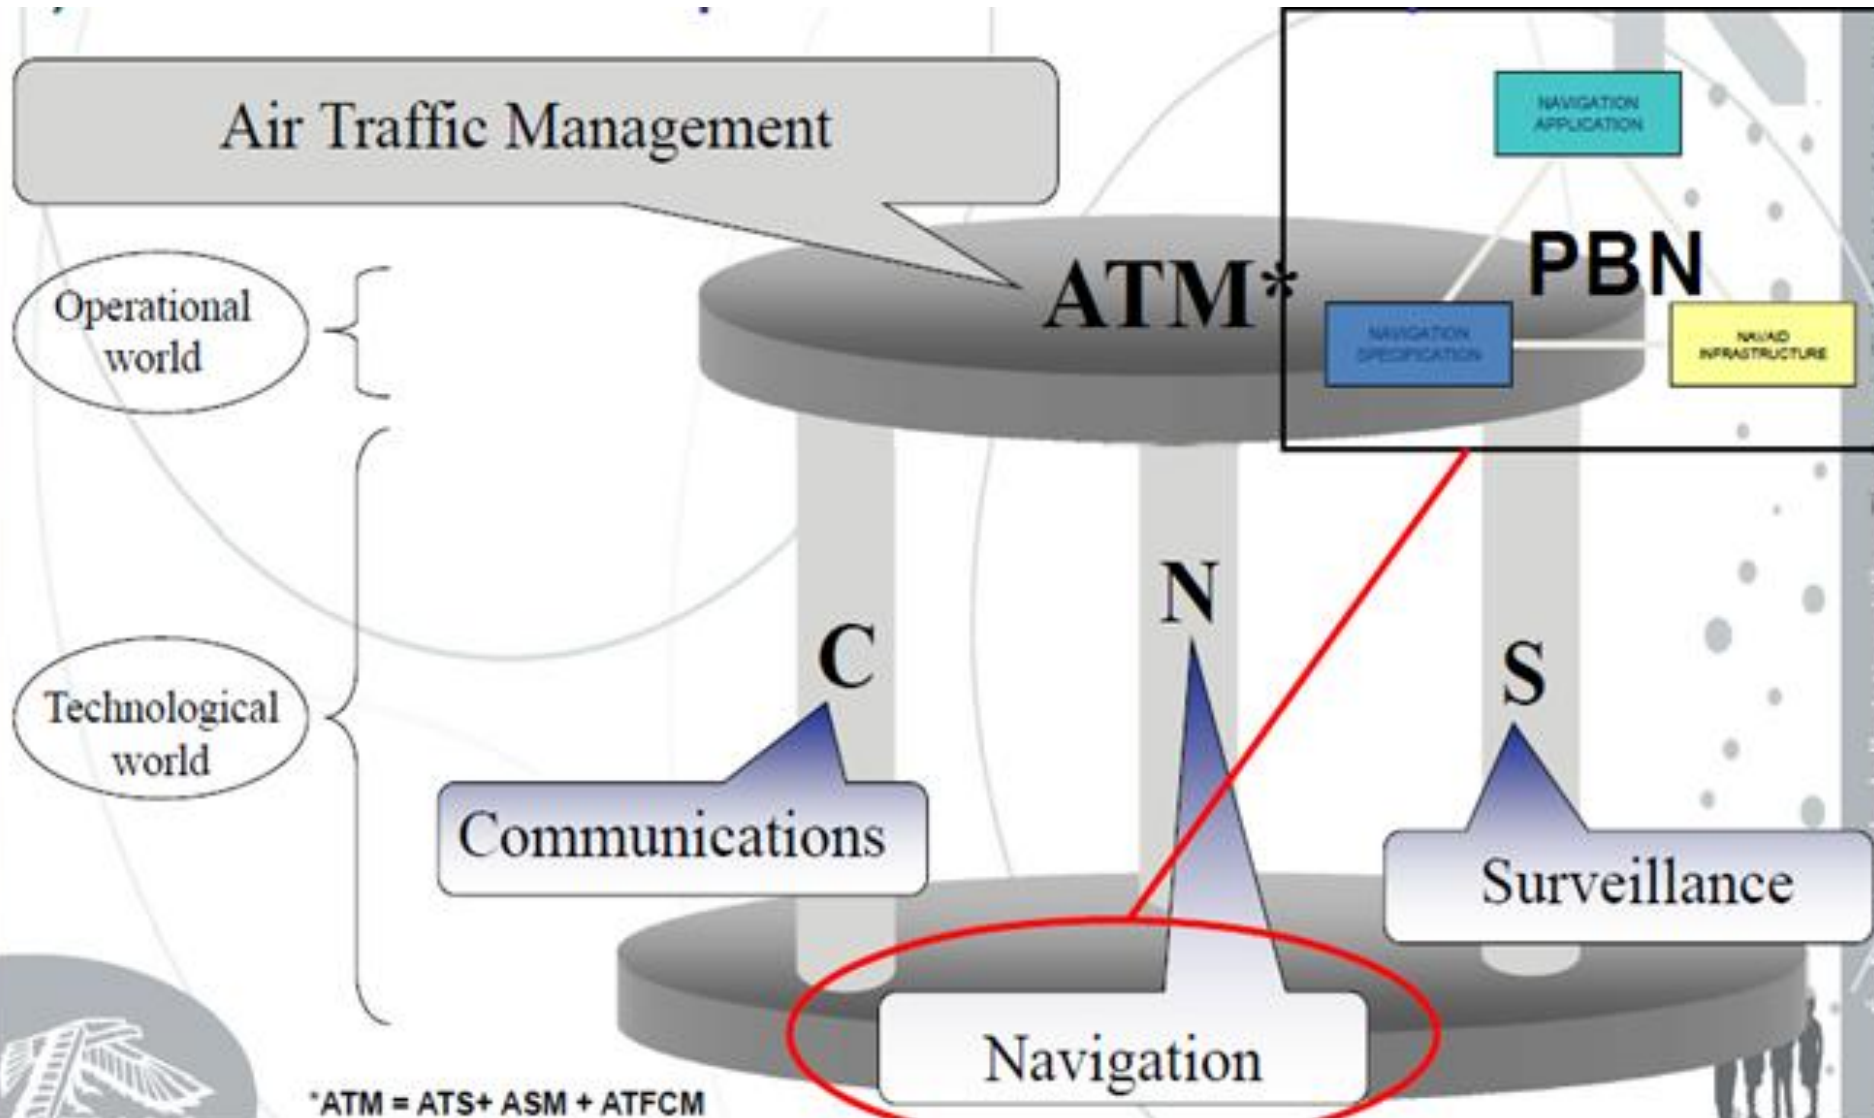 Air Traffic Management
NAVIGATION
APPLICATION
PBN
ATM*
NAVIGATION
SPECIFICATION
NAVAID
INFRASTRUCTURE
Operational
world
N
C
S
Technological
world
Communications
Surveillance
Navigation
*ATM = ATS+ ASM + ATFCM